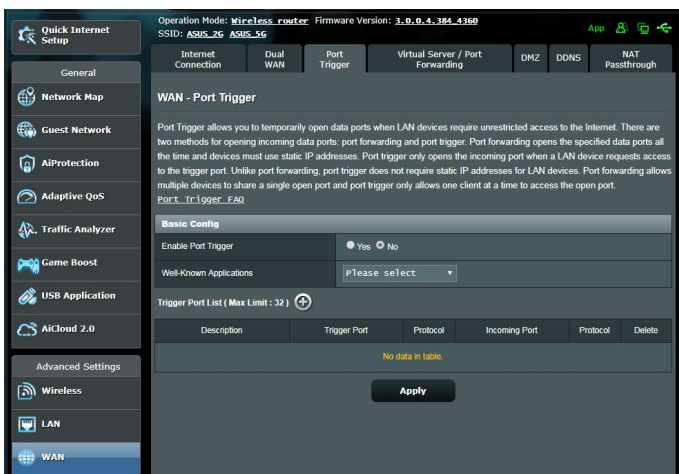 Quick Internet
Setup
Operation Mode: Wireless router Firmware Version: 3.0.0.4.384_4360
SSID: ASUS_2G ASUS_5G
App
Internet
Connection
Dual
WAN
Port
Trigger
Virtual Server / Port
Forwarding
DMZ
DDNS
NAT
Passthrough
General
Network Map
Guest Network
AiProtection
Adaptive QoS
Traffic Analyzer
Game Boost
USB Application
AiCloud 2.0
Advanced Settings
Wireless
LAN
WAN
WAN - Port Trigger
Port Trigger allows you to temporarily open data ports when LAN devices require unrestricted access to the Internet. There are
two methods for opening incoming data ports: port forwarding and port trigger. Port forwarding opens the specified data ports all
the time and devices must use static IP addresses. Port trigger only opens the incoming port when a LAN device requests access
to the trigger port. Unlike port forwarding, port trigger does not require static IP addresses for LAN devices. Port forwarding allows
multiple devices to share a single open port and port trigger only allows one client at a time to access the open port.
Port Trigger FAQ
Basic Config
Enable Port Trigger
Yes No
Well-Known Applications
Please select
Trigger Port List ( Max Limit : 32 )
Description Trigger Port Protocol Incoming Port Protocol Delete
No data in table.
Apply